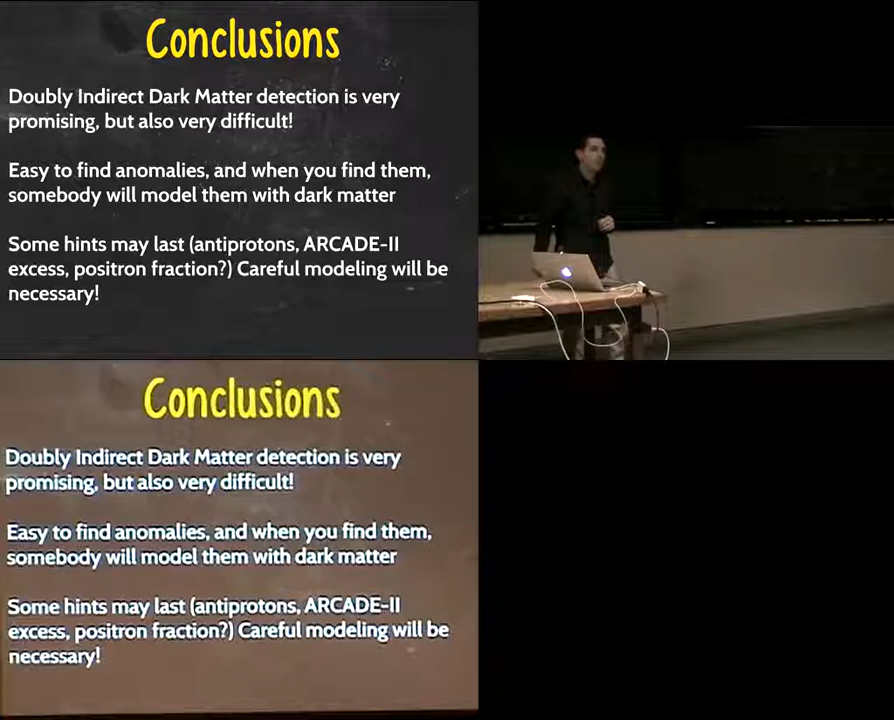 Conclusions
Doubly Indirect Dark Matter detection is very
promising, but also very difficult!
Easy to find anomalies, and when you find them,
somebody will model them with dark matter
Some hints may last (antiprotons, ARCADE-II
excess, positron fraction?) Careful modeling will be
necessary!
Conclusions
Doubly Indirect Dark Matter detection is very
promising, but also very difficult!
Easy to find anomalies, and when you find them,
somebody will model them with dark matter
Some hints may last (antiprotons, ARCADE-II
excess, positron fraction?) Careful modeling will be
necessary!